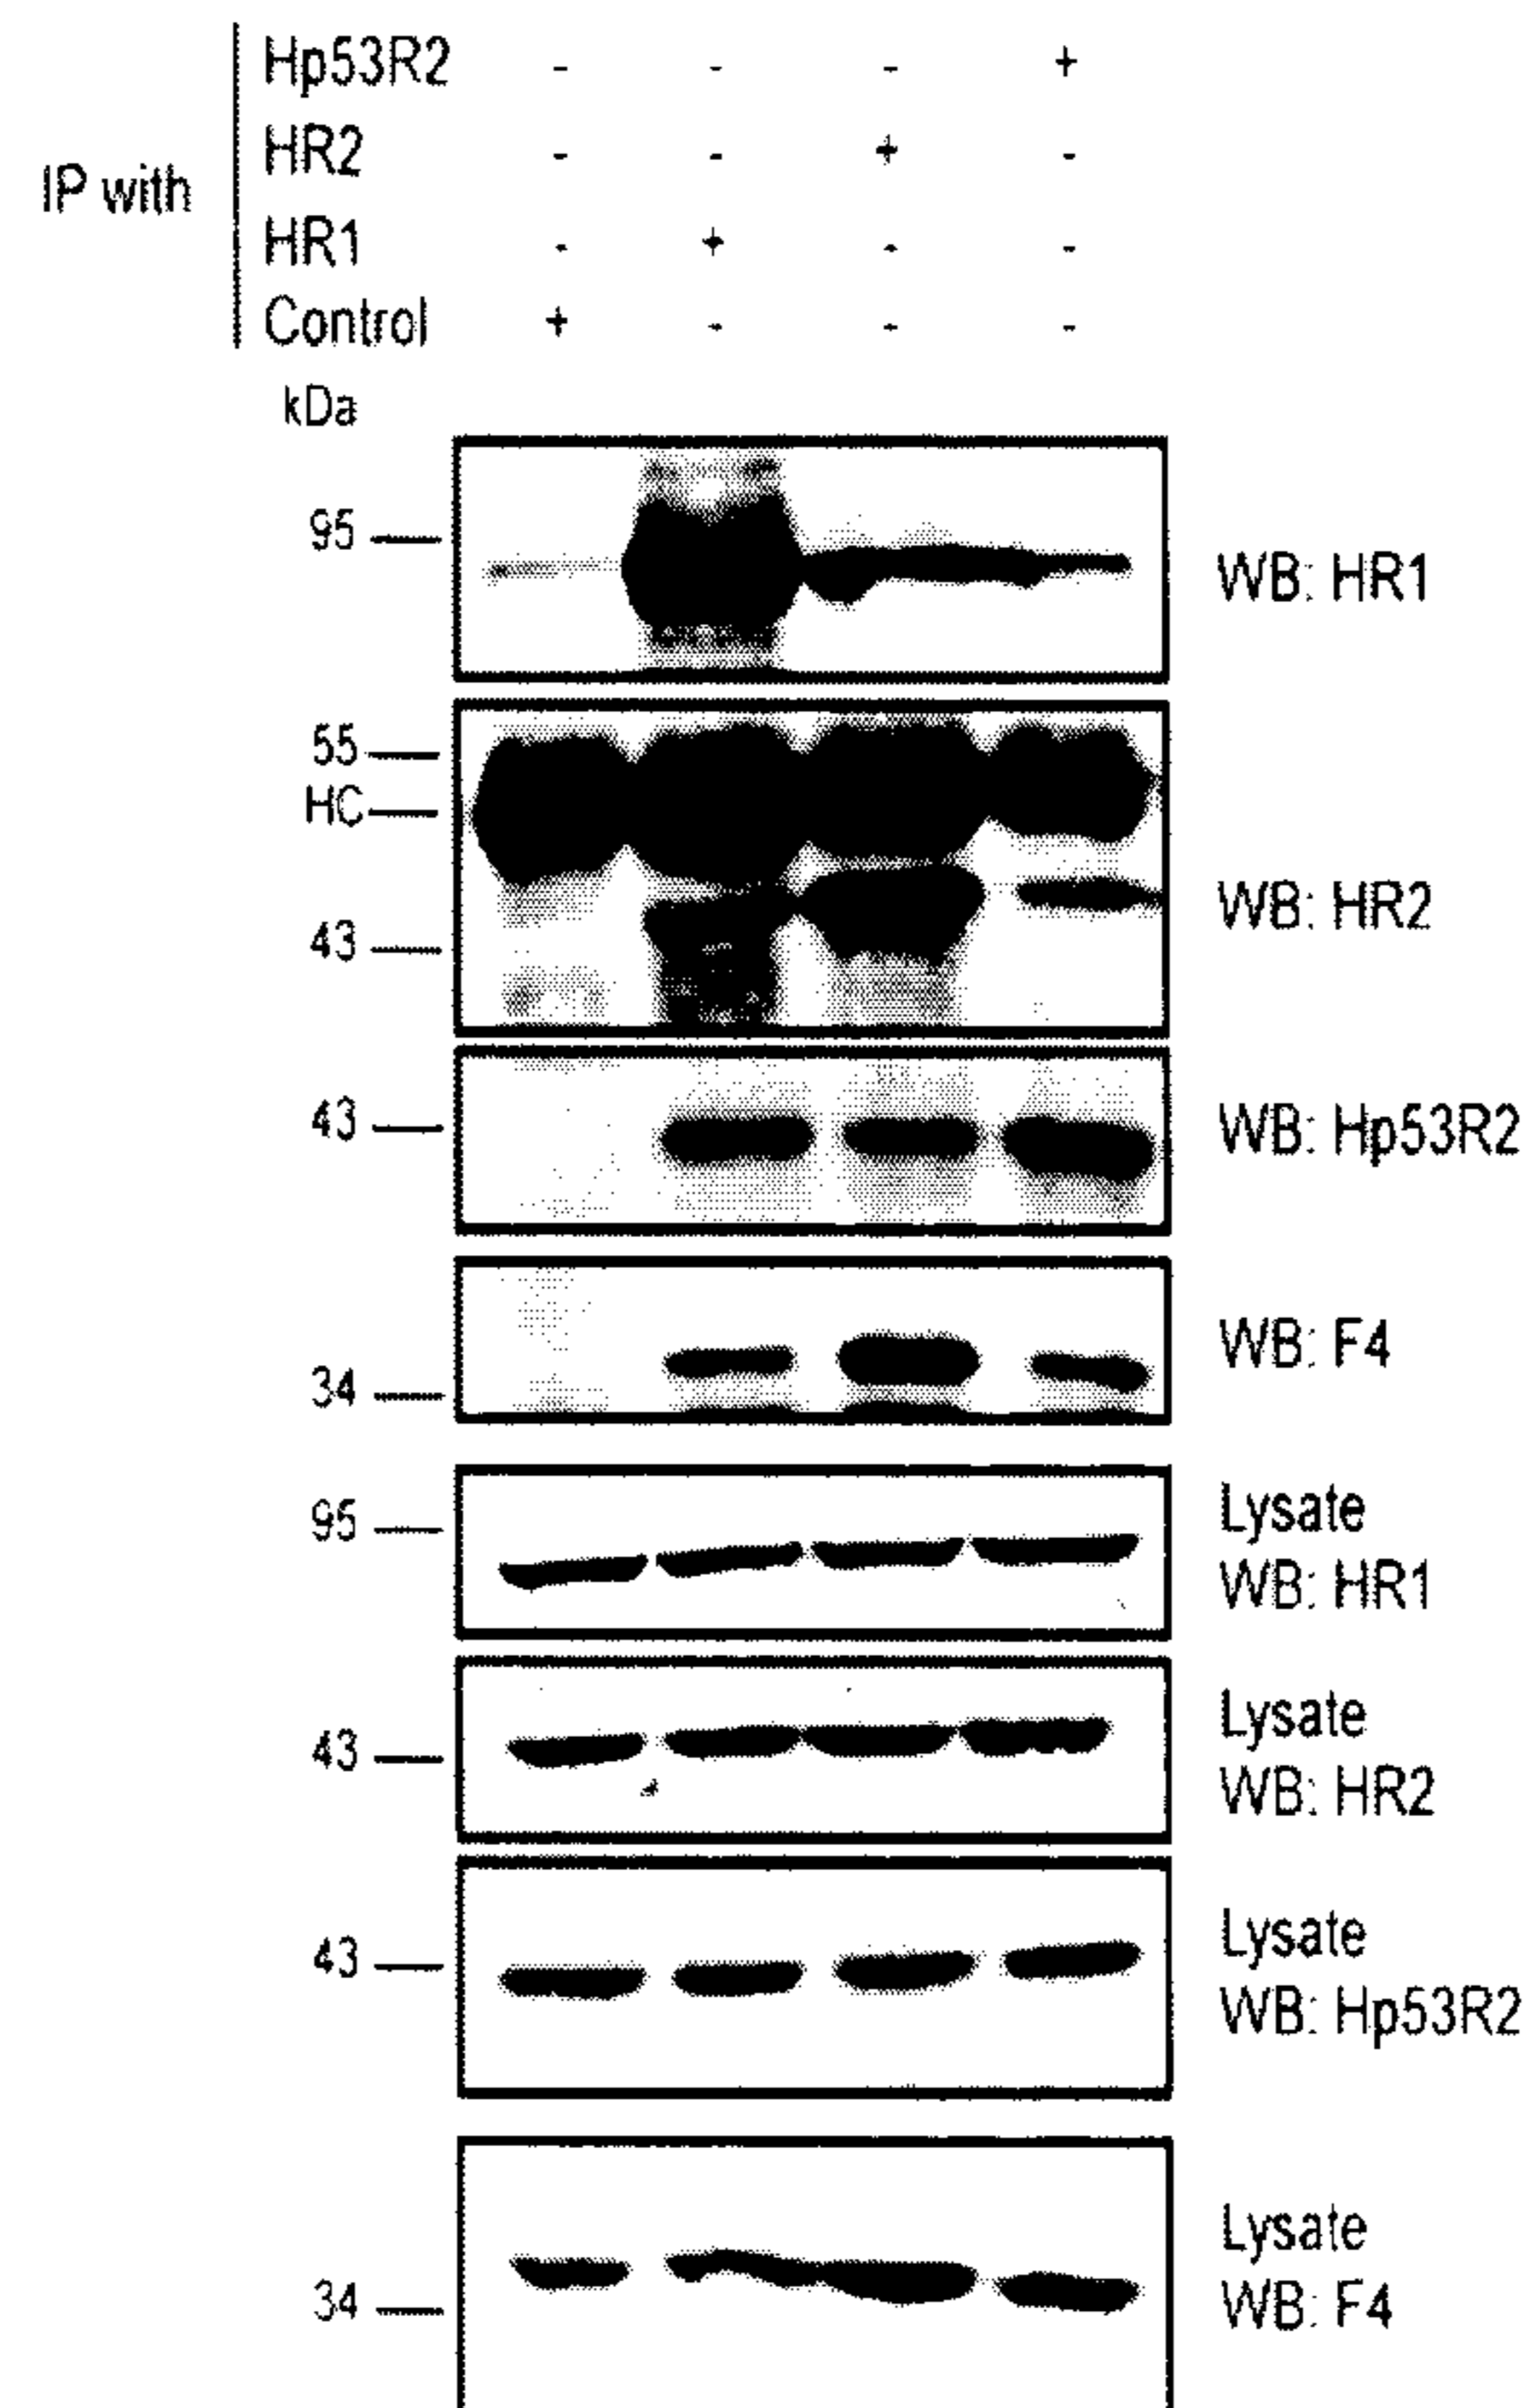 Hp53R2 - - - +
HR2 - - + -
IP with
HR1 - + - -
Control + - - -
kDa
95
WB: HR1
55
HC
WB: HR2
43
43
WB: Hp53R2
WB: F4
34
95
Lysate
WB: HR1
Lysate
43
WB: HR2
Lysate
43
WB: Hp53R2
Lysate
34
WB: F4